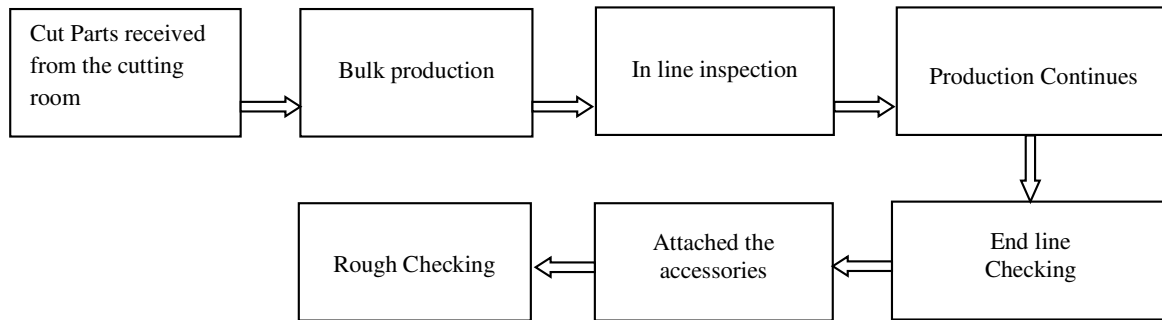 Cut Parts received
from the cutting
room
Bulk production
In line inspection
Production Continues
End line
Checking
Attached the
accessories
Rough Checking